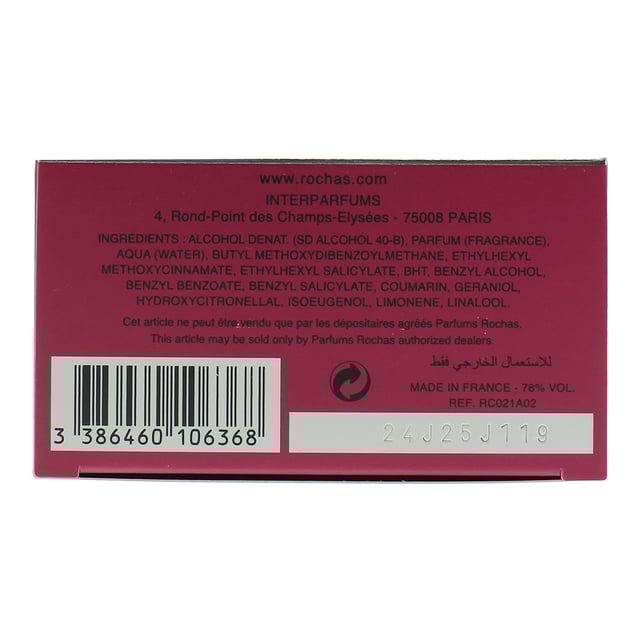 www.rochas.com
INTERPARFUMS
4, Rond-Point des Champs-Elysées - 75008 PARIS
INGREDIENTS : ALCOHOL DENAT. (SD ALCOHOL 40-B), PARFUM (FRAGRANCE),
AQUA (WATER), BUTYL METHOXYDIBENZOYLMETHANE, ETHYLHEXYL
METHOXYCINNAMATE, ETHYLHEXYL SALICYLATE, BHT, BENZYL ALCOHOL,
BENZYL BENZOATE, BENZYL SALICYLATE, COUMARIN, GERANIOL,
HYDROXYCITRONELLAL, ISOEUGENOL, LIMONENE, LINALOOL.
Cet article ne peut être vendu que par les dépositaires agréés Parfums Rochas.
This article may be sold only by Parfums Rochas authorized dealers.
للاستعمال الخارجي فقط
MADE IN FRANCE - 78% VOL.
REF. RC021A02
3 386460 106368
24J25J119